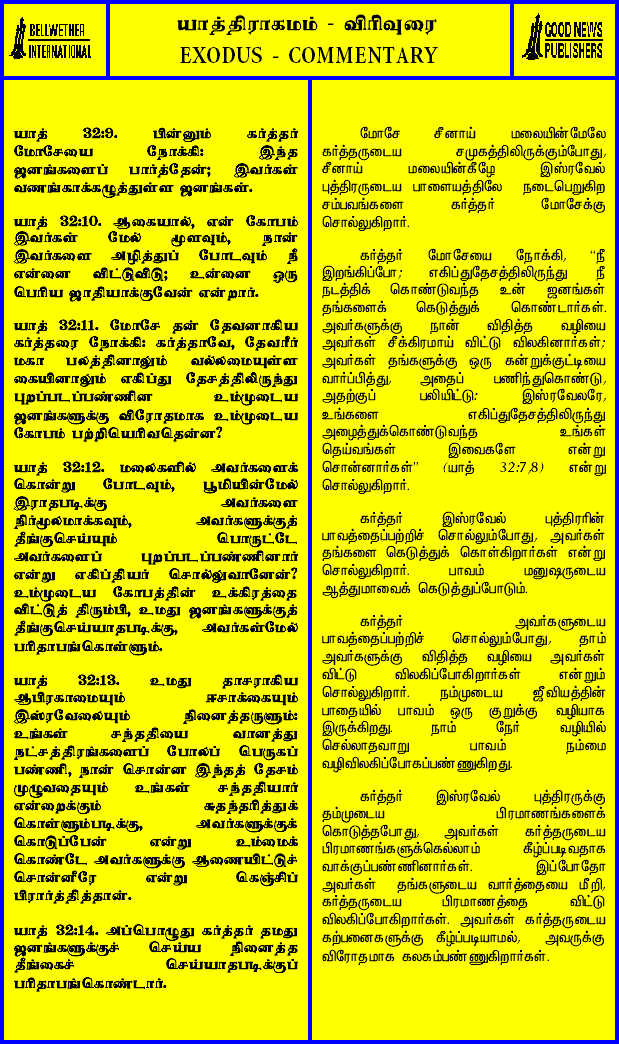 BELLWETHER
INTERNATIONAL
யாத்திராகமம் - விரிவுரை
EXODUS - COMMENTARY
GOOD NEWS
PUBLISHERS
யாத் 32:9. பின்னும் கர்த்தர்
மோசேயை நோக்கி: இந்த
ஜனங்களைப் பார்த்தேன்; இவர்கள்
வணங்காக்கழுத்துள்ள ஜனங்கள்.
யாத் 32:10. ஆகையால், என் கோபம்
இவர்கள் மேல் மூளவும், நான்
இவர்களை அழித்துப் போடவும் நீ
என்னை விட்டுவிடு; உன்னை ஒரு
பெரிய ஜாதியாக்குவேன் என்றார்.
யாத் 32:11. மோசே தன் தேவனாகிய
கர்த்தரை நோக்கி: கர்த்தாவே, தேவரீர்
மகா பலத்தினாலும் வல்லமையுள்ள
கையினாலும் எகிப்து தேசத்திலிருந்து
புறப்படப்பண்ணின உம்முடைய
ஜனங்களுக்கு விரோதமாக உம்முடைய
கோபம் பற்றியெரிவதென்ன?
யாத் 32:12. மலைகளில் அவர்களைக்
கொன்று போடவும், பூமியின்மேல்
இராதபடிக்கு அவர்களை
நிர்மூலமாக்கவும், அவர்களுக்குத்
தீங்குசெய்யும் பொருட்டே
அவர்களைப் புறப்படப்பண்ணினார்
என்று எகிப்தியர் சொல்லுவானேன்?
உம்முடைய கோபத்தின் உக்கிரத்தை
விட்டுத் திரும்பி, உமது ஜனங்களுக்குத்
தீங்குசெய்யாதபடிக்கு, அவர்கள்மேல்
பரிதாபங்கொள்ளும்.
யாத் 32:13. உமது தாசராகிய
ஆபிரகாமையும் ஈசாக்கையும்
இஸ்ரவேலையும் நினைத்தருளும்:
உங்கள் சந்ததியை வானத்து
நட்சத்திரங்களைப் போலப் பெருகப்
பண்ணி, நான் சொன்ன இந்தத் தேசம்
முழுவதையும் உங்கள் சந்ததியார்
என்றைக்கும் சுதந்தரித்துக்
கொள்ளும்படிக்கு, அவர்களுக்குக்
கொடுப்பேன் என்று உம்மைக்
கொண்டே அவர்களுக்கு ஆணையிட்டுச்
சொன்னீரே என்று கெஞ்சிப்
பிரார்த்தித்தான்.
யாத் 32:14. அப்பொழுது கர்த்தர் தமது
ஜனங்களுக்குச் செய்ய நினைத்த
தீங்கைச் செய்யாதபடிக்குப்
பரிதாபங்கொண்டார்.
மோசே சீனாய் மலையின்மேலே
கர்த்தருடைய சமுகத்திலிருக்கும்போது,
சீனாய் மலையின்கீழே இஸ்ரவேல்
புத்திரருடைய பாளையத்திலே நடைபெறுகிற
சம்பவங்களை கர்த்தர் மோசேக்கு
சொல்லுகிறார்.
கர்த்தர் மோசேயை நோக்கி, “நீ
இறங்கிப்போ; எகிப்துதேசத்திலிருந்து நீ
நடத்திக் கொண்டுவந்த உன் ஜனங்கள்
தங்களைக் கெடுத்துக் கொண்டார்கள்.
அவர்களுக்கு நான் விதித்த வழியை
அவர்கள் சீக்கிரமாய் விட்டு விலகினார்கள்;
அவர்கள் தங்களுக்கு ஒரு கன்றுக்குட்டியை
வார்ப்பித்து, அதைப் பணிந்துகொண்டு,
அதற்குப் பலியிட்டு: இஸ்ரவேலரே,
உங்களை எகிப்துதேசத்திலிருந்து
அழைத்துக்கொண்டுவந்த உங்கள்
தெய்வங்கள் இவைகளே என்று
சொன்னார்கள்” (யாத் 32:7,8) என்று
சொல்லுகிறார்.
கர்த்தர் இஸ்ரவேல் புத்திரரின்
பாவத்தைப்பற்றிச் சொல்லும்போது, அவர்கள்
தங்களை கெடுத்துக் கொள்கிறார்கள் என்று
சொல்லுகிறார். பாவம் மனுஷருடைய
ஆத்துமாவைக் கெடுத்துப்போடும்.
கர்த்தர் அவர்களுடைய
பாவத்தைப்பற்றிச் சொல்லும்போது, தாம்
அவர்களுக்கு விதித்த வழியை அவர்கள்
விட்டு விலகிப்போகிறார்கள் என்றும்
சொல்லுகிறார். நம்முடைய ஜீவியத்தின்
பாதையில் பாவம் ஒரு குறுக்கு வழியாக
இருக்கிறது. நாம் நேர் வழியில்
செல்லாதவாறு பாவம் நம்மை
வழிவிலகிப்போகப்பண்ணுகிறது.
கர்த்தர் இஸ்ரவேல் புத்திரருக்கு
தம்முடைய பிரமாணங்களைக்
கொடுத்தபோது, அவர்கள் கர்த்தருடைய
பிரமாணங்களுக்கெல்லாம் கீழ்ப்படிவதாக
வாக்குப்பண்ணினார்கள். இப்போதோ
அவர்கள் தங்களுடைய வார்த்தையை மீறி,
கர்த்தருடைய பிரமாணத்தை விட்டு
விலகிப்போகிறார்கள். அவர்கள் கர்த்தருடைய
கற்பனைகளுக்கு கீழ்ப்படியாமல், அவருக்கு
விரோதமாக கலகம்பண்ணுகிறார்கள்.